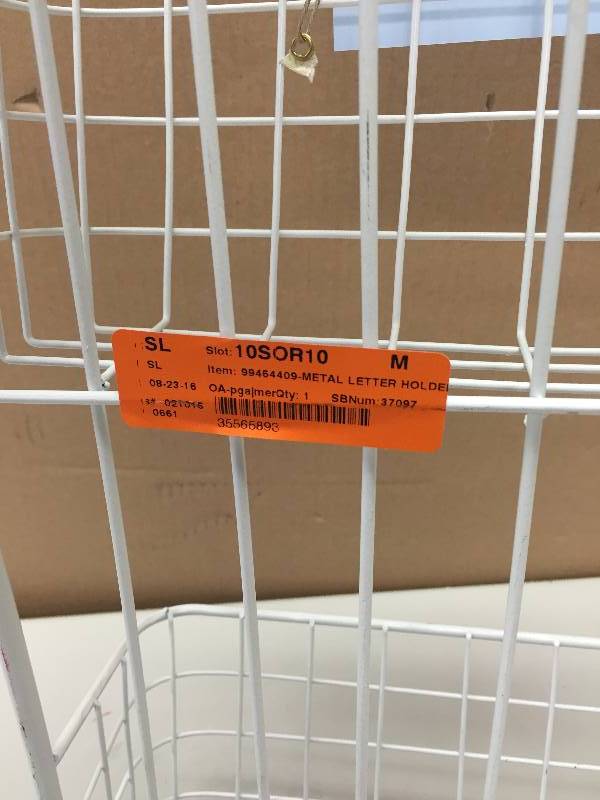 SL Slot: 10SOR10 M
SL Item: 99464409-METAL LETTER HOLDE
08-23-16 OA-pgajmerQty: 1 SBNum:37097
s#
0661 35565893